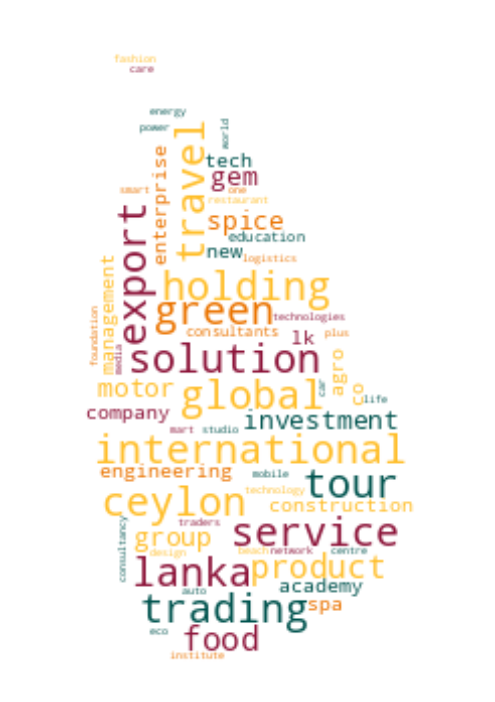 fashion
care
energy
power
world
travel
enterprise
tech
gem
smart
one
restaurant
export
spice
education
new
logistics
management
holding
green
technologies
foundation
media
consultants
lk
plus
solution
agro
motor
global
car
co
life
company
investment
mart
studio
international
engineering
mobile
tour
technology
ceylon
construction
consultancy
traders
service
group
design
beach
network
centre
lanka
product
academy
auto
trading
spa
eco
food
institute